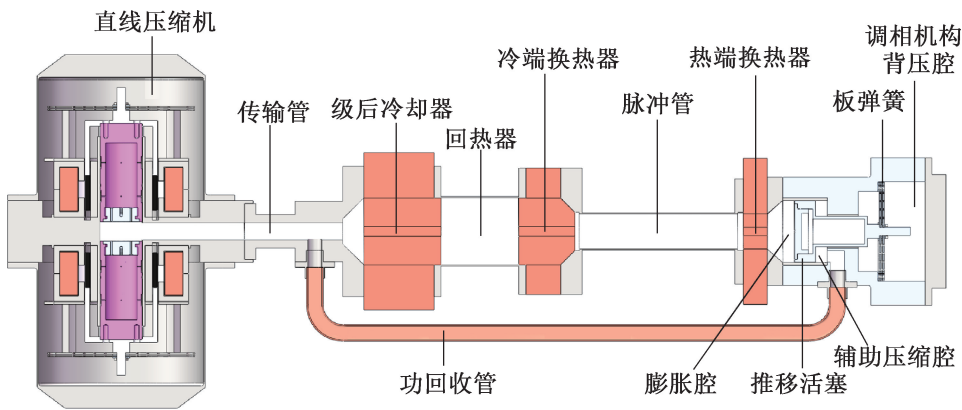 直线压缩机
传输管
级后冷却器
回热器
冷端换热器
脉冲管
热端换热器
调相机构
背压腔
板弹簧
功回收管
膨胀腔
推移活塞
辅助压缩腔